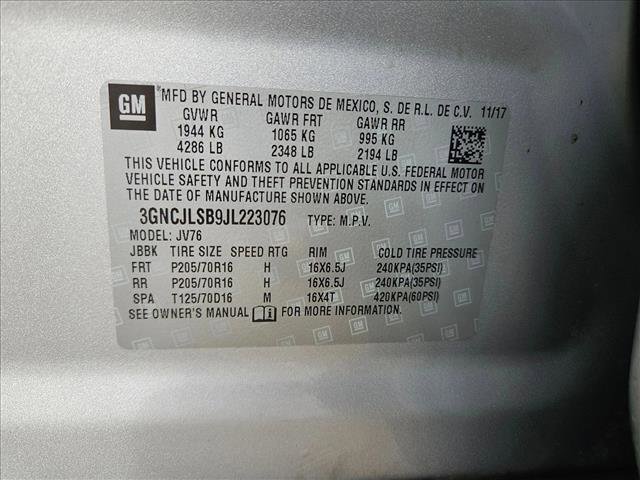 GM
MFD BY GENERAL MOTORS DE MEXICO, S. DE R.L. DE C.V. 11/17
GVWR GAWR FRT GAWR RR
1944 KG 1065 KG 995 KG
4286 LB 2348 LB 2194 LB
THIS VEHICLE CONFORMS TO ALL APPLICABLE U.S. FEDERAL MOTOR
VEHICLE SAFETY AND THEFT PREVENTION STANDARDS IN EFFECT ON
THE DATE OF MANUFACTURE SHOWN ABOVE.
3GNCJLSB9JL223076 TYPE: M.P.V.
MODEL: JV76
JBBK TIRE SIZE SPEED RTG RIM COLD TIRE PRESSURE
FRT P205/70R16 H 16X6.5J 240KPA(35PSI)
RR P205/70R16 H 16X6.5J 240KPA(35PSI)
SPA T125/70D16 M 16X4T 420KPA(60PSI)
SEE OWNER'S MANUAL i FOR MORE INFORMATION.